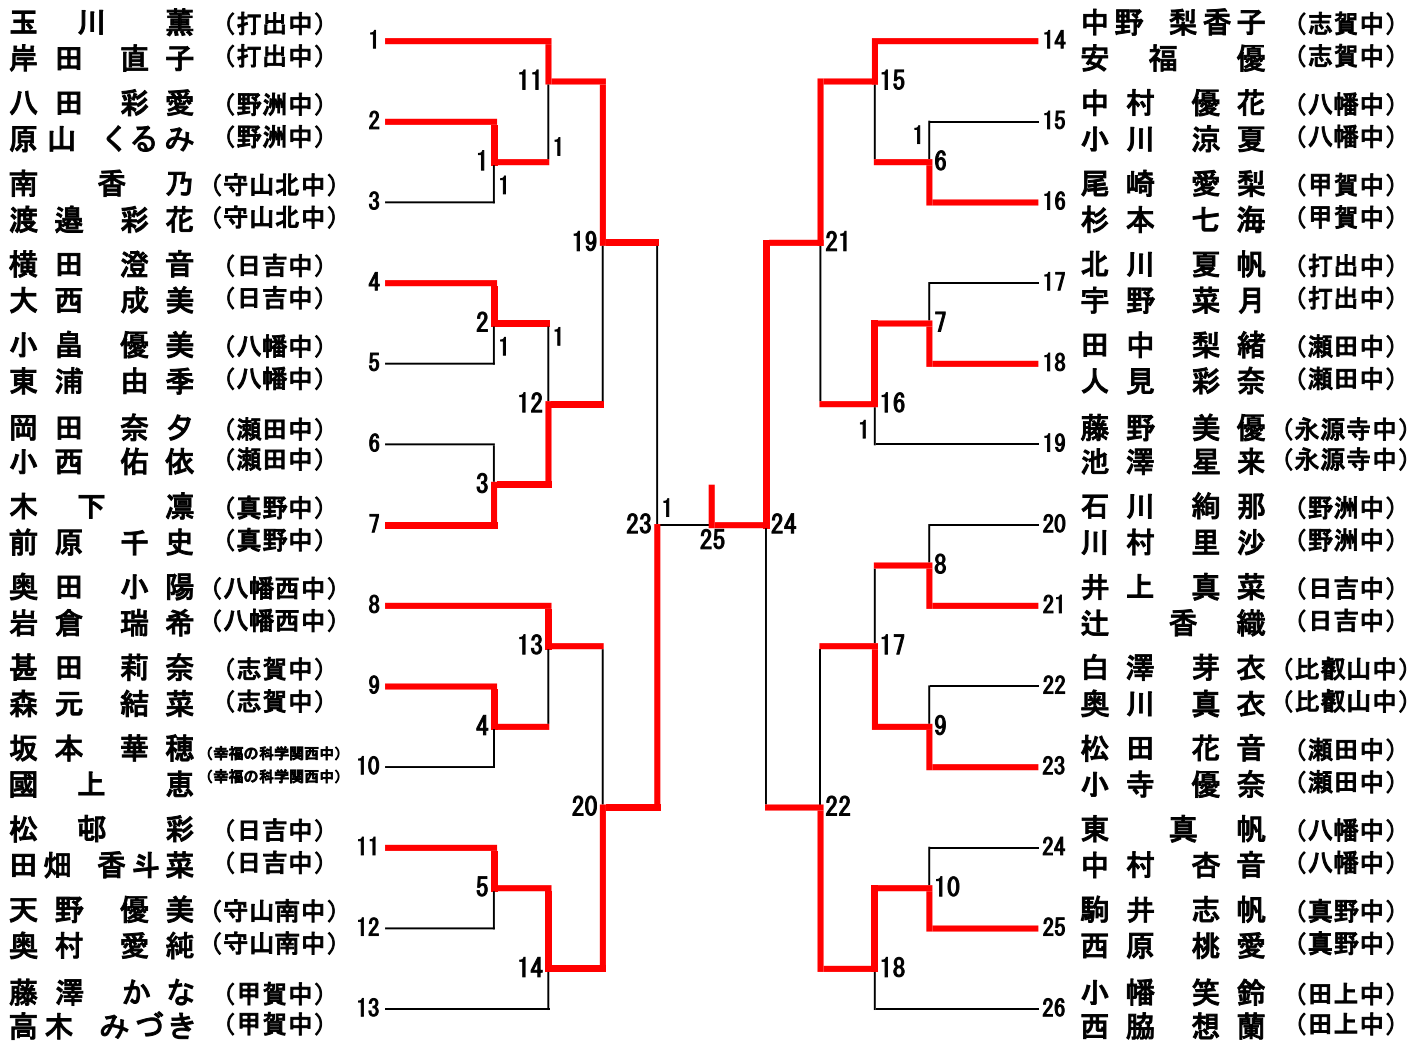 玉川 薫 (打出中) 1
岸田 直子 (打出中)
八田 彩愛 (野洲中) 2
原山 くるみ (野洲中)
南 香乃 (守山北中) 3
渡邉 彩花 (守山北中)
横田 澄音 (日吉中) 4
大西 成美 (日吉中)
小畠 優美 (八幡中) 5
東浦 由季 (八幡中)
岡田 奈夕 (瀬田中) 6
小西 佑依 (瀬田中)
木下 凛 (真野中) 7
前原 千史 (真野中)
奥田 小陽 (八幡西中) 8
岩倉 瑞希 (八幡西中)
甚田 莉奈 (志賀中) 9
森元 結菜 (志賀中)
坂本 華穂 (幸福の科学関西中) 10
國上 恵 (幸福の科学関西中)
松邨 彩 (日吉中) 11
田畑 香斗菜 (日吉中)
天野 優美 (守山南中) 12
奥村 愛純 (守山南中)
藤澤 かな (甲賀中) 13
高木 みづき (甲賀中)
11
1
1
1
19
2
1
1
12
3
23
1
25
13
4
20
5
14
24
15
1
6
21
7
16
1
8
17
9
22
10
18
14 中野 梨香子 (志賀中)
安福 優 (志賀中)
15 中村 優花 (八幡中)
小川 涼夏 (八幡中)
16 尾崎 愛梨 (甲賀中)
杉本 七海 (甲賀中)
17 北川 夏帆 (打出中)
宇野 菜月 (打出中)
18 田中 梨緒 (瀬田中)
人見 彩奈 (瀬田中)
19 藤野 美優 (永源寺中)
池澤 星来 (永源寺中)
20 石川 絢那 (野洲中)
川村 里沙 (野洲中)
21 井上 真菜 (日吉中)
辻 香織 (日吉中)
22 白澤 芽衣 (比叡山中)
奥川 真衣 (比叡山中)
23 松田 花音 (瀬田中)
小寺 優奈 (瀬田中)
24 東 真帆 (八幡中)
中村 杏音 (八幡中)
25 駒井 志帆 (真野中)
西原 桃愛 (真野中)
26 小幡 笑鈴 (田上中)
西脇 想蘭 (田上中)